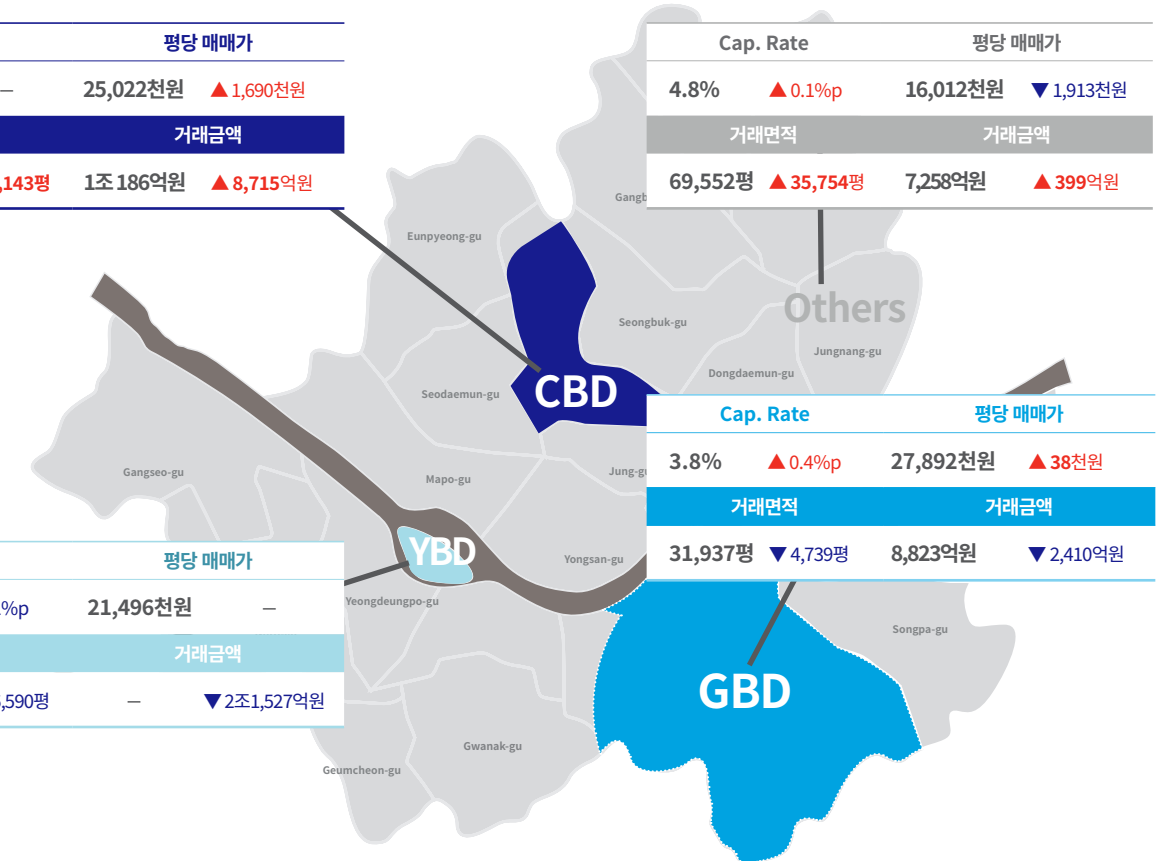 평당 매매가
– 25,022천원 ▲ 1,690천원
거래금액
,143평 1조 186억원 ▲ 8,715억원
Cap. Rate 평당 매매가
4.8% ▲ 0.1%p 16,012천원 ▼ 1,913천원
거래면적 거래금액
69,552평 ▲ 35,754평 7,258억원 ▲ 399억원
Gangb
Eunpyeong-gu
Seongbuk-gu
Others
Jungnang-gu
Dongdaemun-gu
Seodaemun-gu
CBD
Cap. Rate 평당 매매가
3.8% ▲ 0.4%p 27,892천원 ▲ 38천원
거래면적 거래금액
31,937평 ▼ 4,739평 8,823억원 ▼ 2,410억원
Gangseo-gu
Mapo-gu
Jung-gu
YBD
Yongsan-gu
평당 매매가
%p 21,496천원 –
거래금액
,590평 – ▼ 2조1,527억원
Yeongdeungpo-gu
Songpa-gu
GBD
Gwanak-gu
Geumcheon-gu